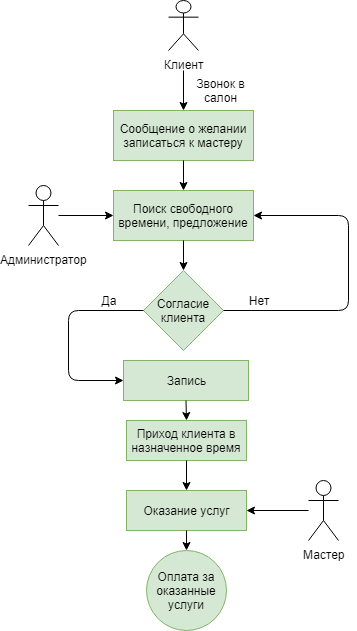 Клиент
Звонок в
салон
Сообщение о желании
записаться к мастеру
Поиск свободного
времени, предложение
Администратор
Согласие
клиента
Да
Нет
Запись
Приход клиента в
назначенное время
Оказание услуг
Мастер
Оплата за
оказанные
услуги